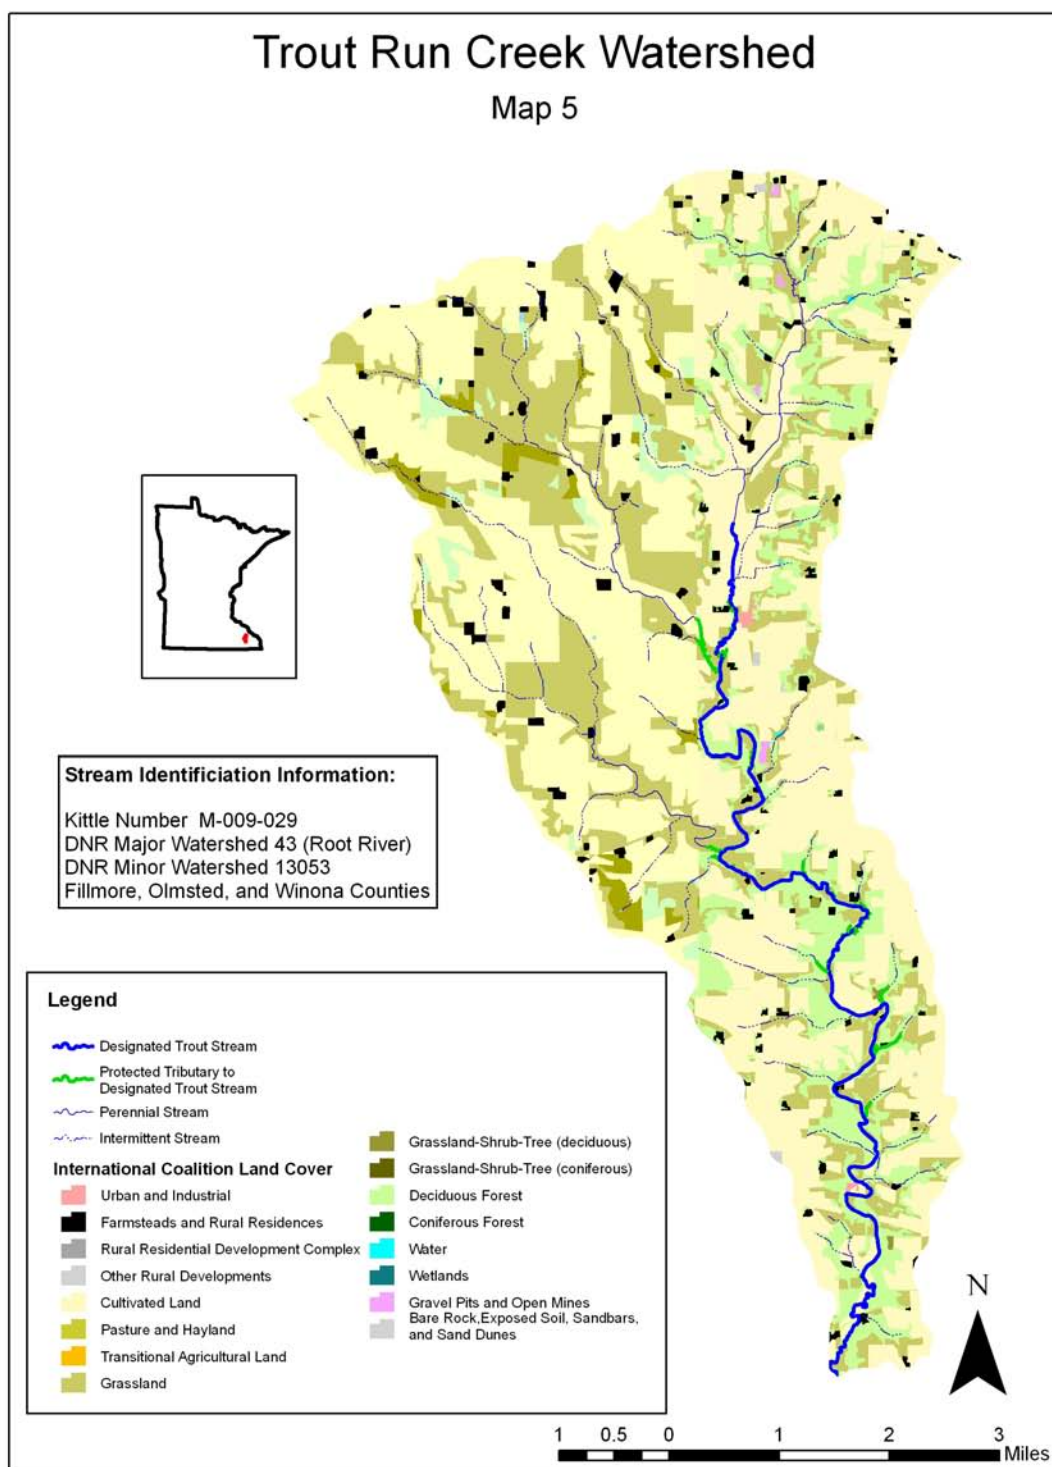 Trout Run Creek Watershed
Map 5
Stream Identificiation Information:
Kittle Number M-009-029
DNR Major Watershed 43 (Root River)
DNR Minor Watershed 13053
Fillmore, Olmsted, and Winona Counties
Legend
Designated Trout Stream
Protected Tributary to
Designated Trout Stream
Perennial Stream
Intermittent Stream
International Coalition Land Cover
Urban and Industrial
Farmsteads and Rural Residences
Rural Residential Development Complex
Other Rural Developments
Cultivated Land
Pasture and Hayland
Transitional Agricultural Land
Grassland
Grassland-Shrub-Tree (deciduous)
Grassland-Shrub-Tree (coniferous)
Deciduous Forest
Coniferous Forest
Water
Wetlands
Gravel Pits and Open Mines
Bare Rock,Exposed Soil, Sandbars,
and Sand Dunes
N
1 0.5 0 1 2 3
Miles